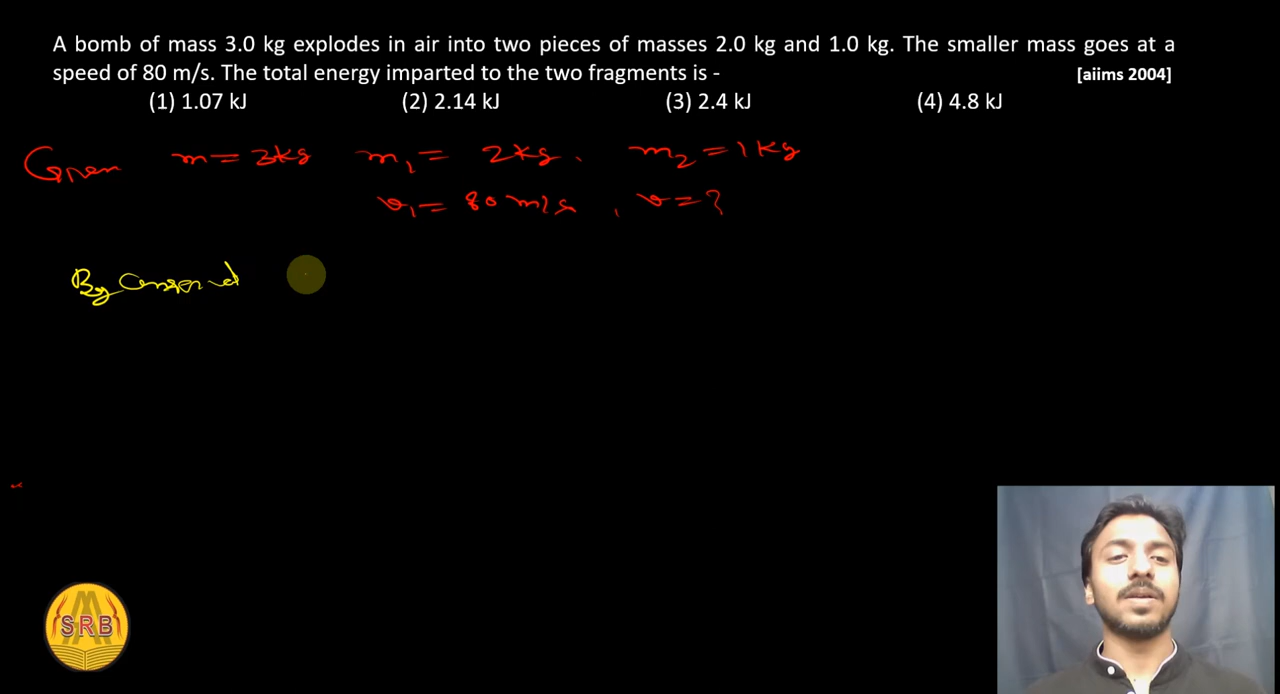 A bomb of mass 3.0 kg explodes in air into two pieces of masses 2.0 kg and 1.0 kg. The smaller mass goes at a
speed of 80 m/s. The total energy imparted to the two fragments is - [aiims 2004]
(1) 1.07 kJ (2) 2.14 kJ (3) 2.4 kJ (4) 4.8 kJ
Given m = 3kg m₁ = 2kg. m₂ = 1kg
v₁ = 80 m/s, v = ?
By
SRB